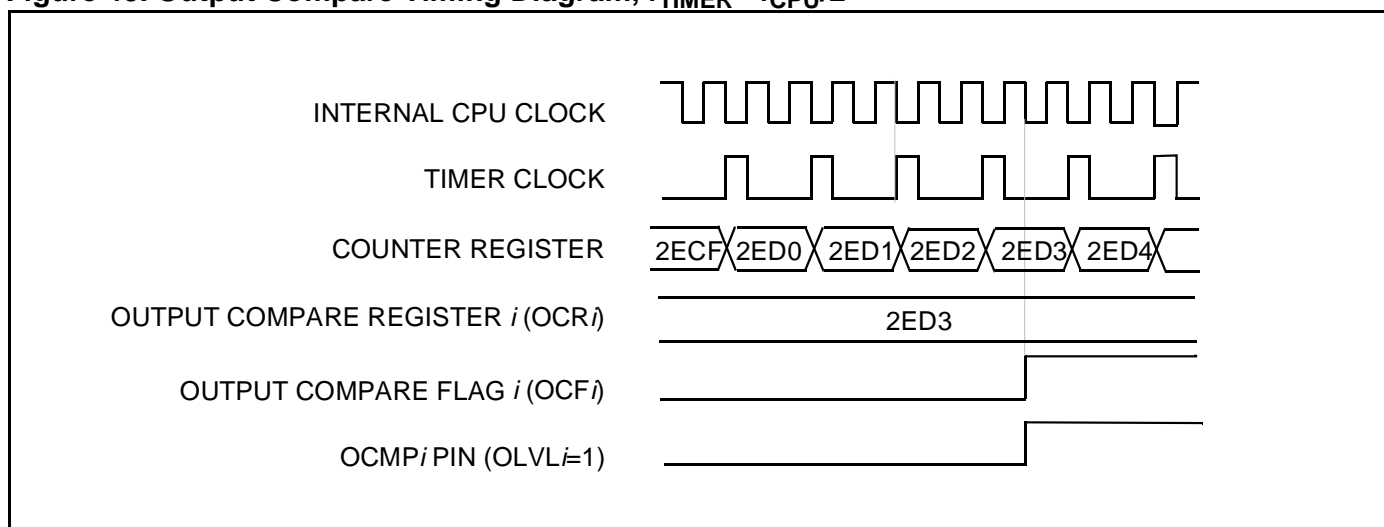 INTERNAL CPU CLOCK
TIMER CLOCK
COUNTER REGISTER 2ECF 2ED0 2ED1 2ED2 2ED3 2ED4
OUTPUT COMPARE REGISTER i (OCRi) 2ED3
OUTPUT COMPARE FLAG i (OCFi)
OCMPi PIN (OLVLi=1)